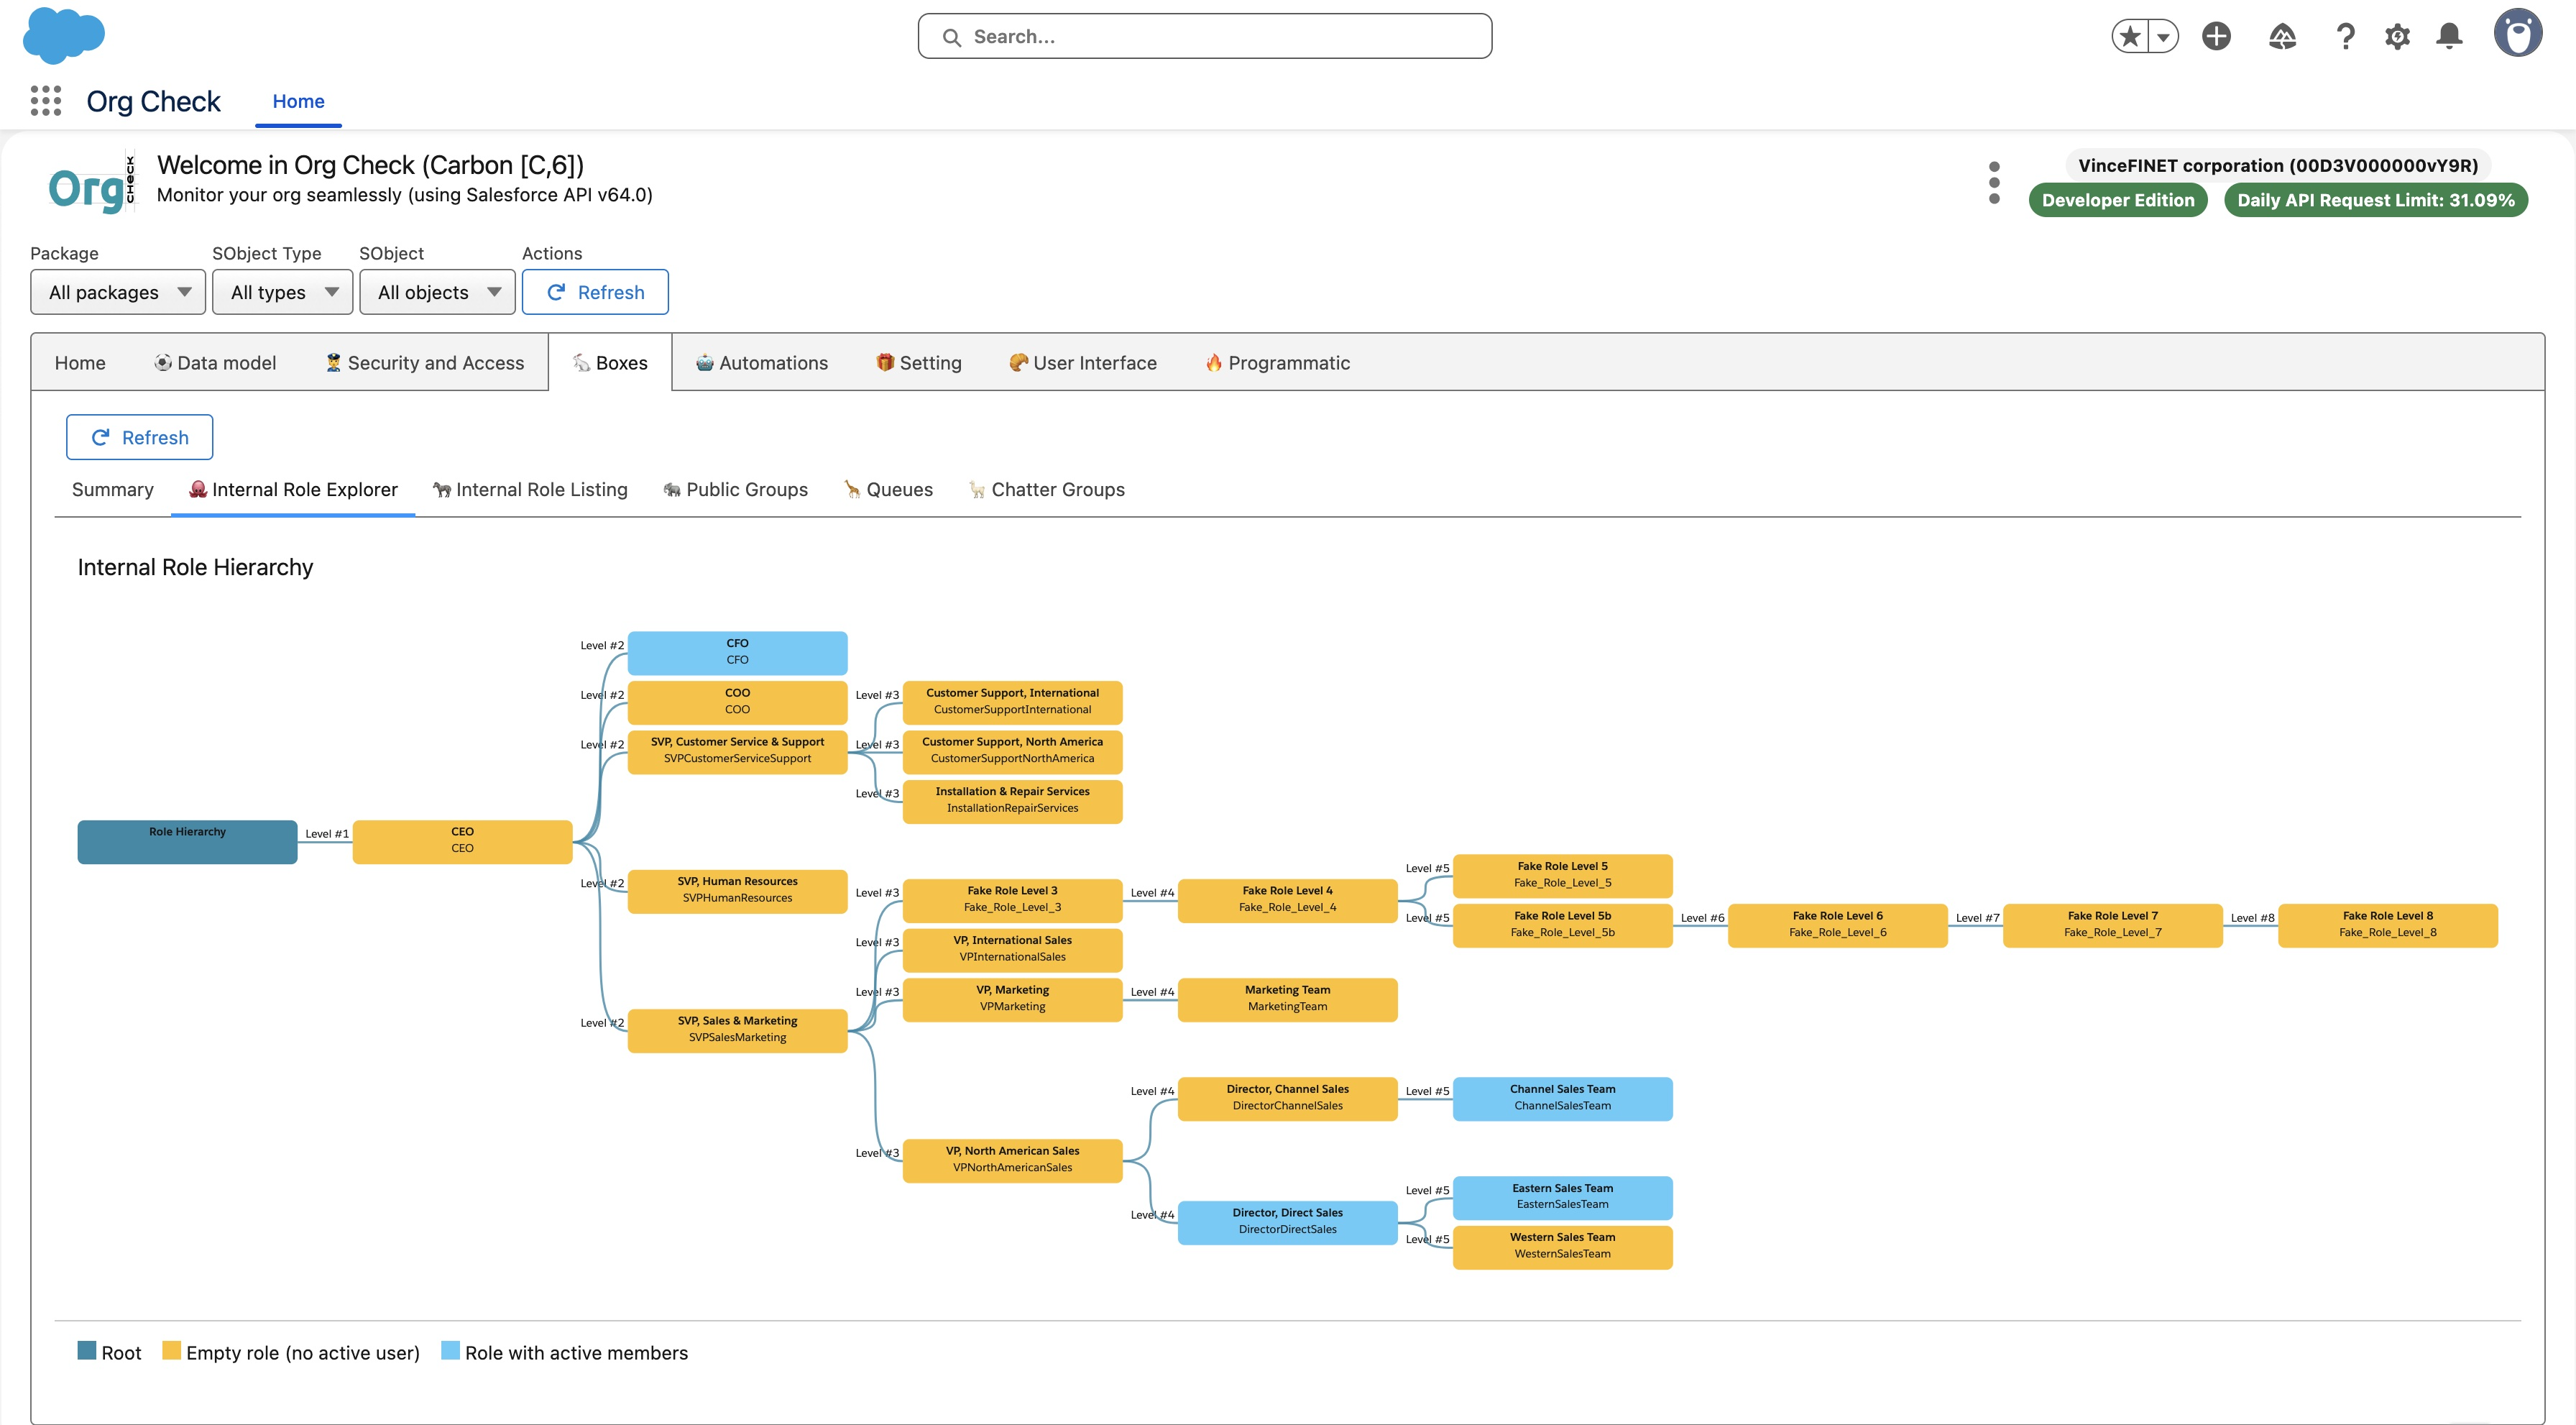 Search...
Org Check
Home
Org CHECK
Welcome in Org Check (Carbon [C,6])
Monitor your org seamlessly (using Salesforce API v64.0)
VinceFINET corporation (00D3V000000vY9R)
Developer Edition
Daily API Request Limit: 31.09%
Package
SObject Type
SObject
Actions
All packages
All types
All objects
Refresh
Home
Data model
Security and Access
Boxes
Automations
Setting
User Interface
Programmatic
Refresh
Summary
Internal Role Explorer
Internal Role Listing
Public Groups
Queues
Chatter Groups
Internal Role Hierarchy
Role Hierarchy
Level #1
CEO
CEO
Level #2
CFO
CFO
Level #2
COO
COO
Level #2
SVP, Customer Service & Support
SVPCustomerServiceSupport
Level #3
Customer Support, International
CustomerSupportInternational
Level #3
Customer Support, North America
CustomerSupportNorthAmerica
Level #3
Installation & Repair Services
InstallationRepairServices
Level #2
SVP, Human Resources
SVPHumanResources
Level #2
SVP, Sales & Marketing
SVPSalesMarketing
Level #3
Fake Role Level 3
Fake_Role_Level_3
Level #4
Fake Role Level 4
Fake_Role_Level_4
Level #5
Fake Role Level 5
Fake_Role_Level_5
Level #5
Fake Role Level 5b
Fake_Role_Level_5b
Level #6
Fake Role Level 6
Fake_Role_Level_6
Level #7
Fake Role Level 7
Fake_Role_Level_7
Level #8
Fake Role Level 8
Fake_Role_Level_8
Level #3
VP, International Sales
VPInternationalSales
Level #3
VP, Marketing
VPMarketing
Level #4
Marketing Team
MarketingTeam
Level #3
VP, North American Sales
VPNorthAmericanSales
Level #4
Director, Channel Sales
DirectorChannelSales
Level #5
Channel Sales Team
ChannelSalesTeam
Level #4
Director, Direct Sales
DirectorDirectSales
Level #5
Eastern Sales Team
EasternSalesTeam
Level #5
Western Sales Team
WesternSalesTeam
Root
Empty role (no active user)
Role with active members